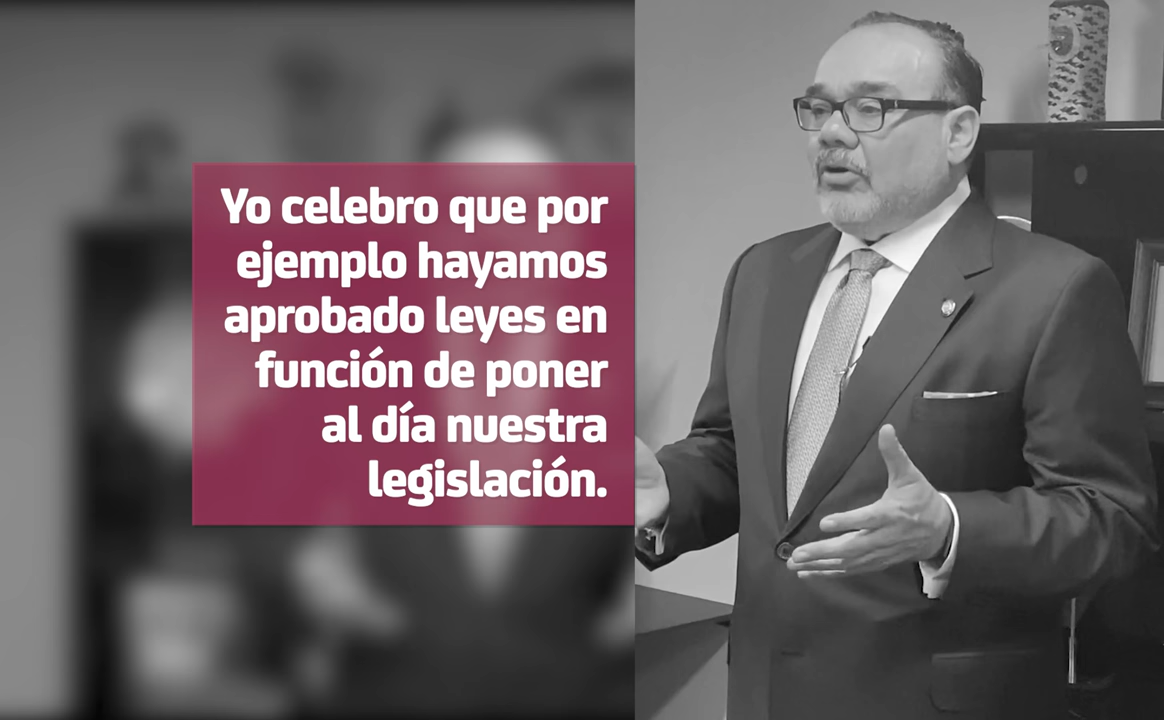 Yo celebro que por
ejemplo hayamos
aprobado leyes en
función de poner
al día nuestra
legislación.